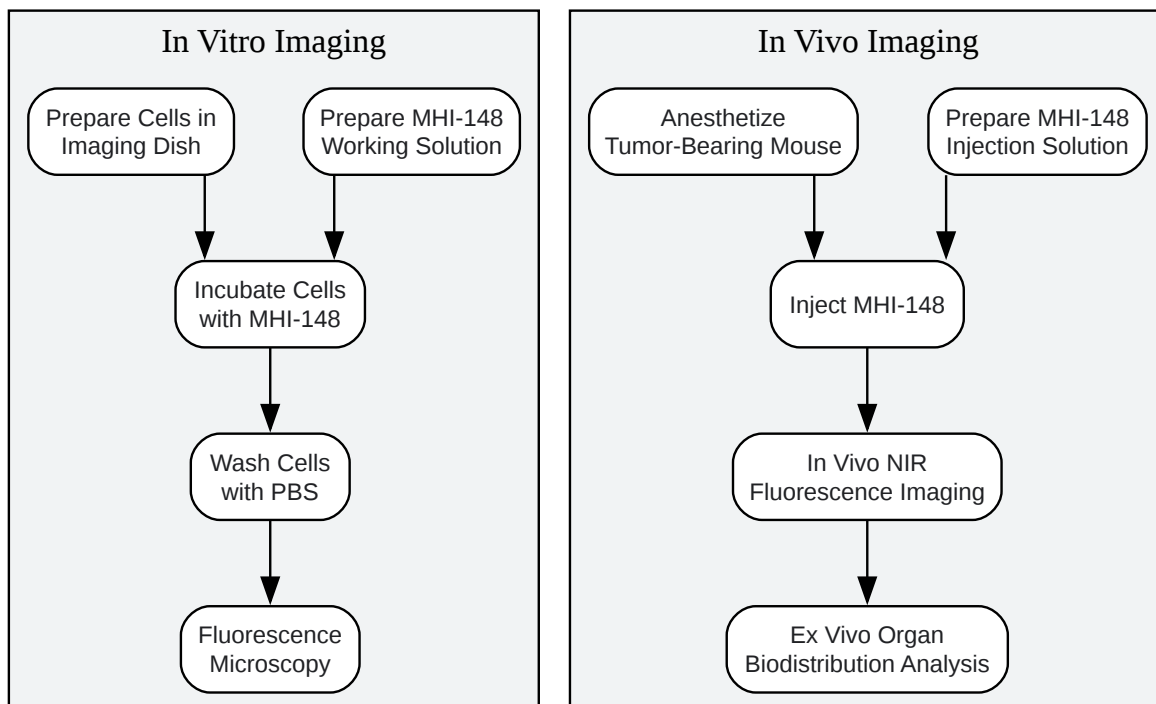 In Vitro Imaging
Prepare Cells in
Imaging Dish
Prepare MHI-148
Working Solution
Incubate Cells
with MHI-148
Wash Cells
with PBS
Fluorescence
Microscopy
In Vivo Imaging
Anesthetize
Tumor-Bearing Mouse
Prepare MHI-148
Injection Solution
Inject MHI-148
In Vivo NIR
Fluorescence Imaging
Ex Vivo Organ
Biodistribution Analysis